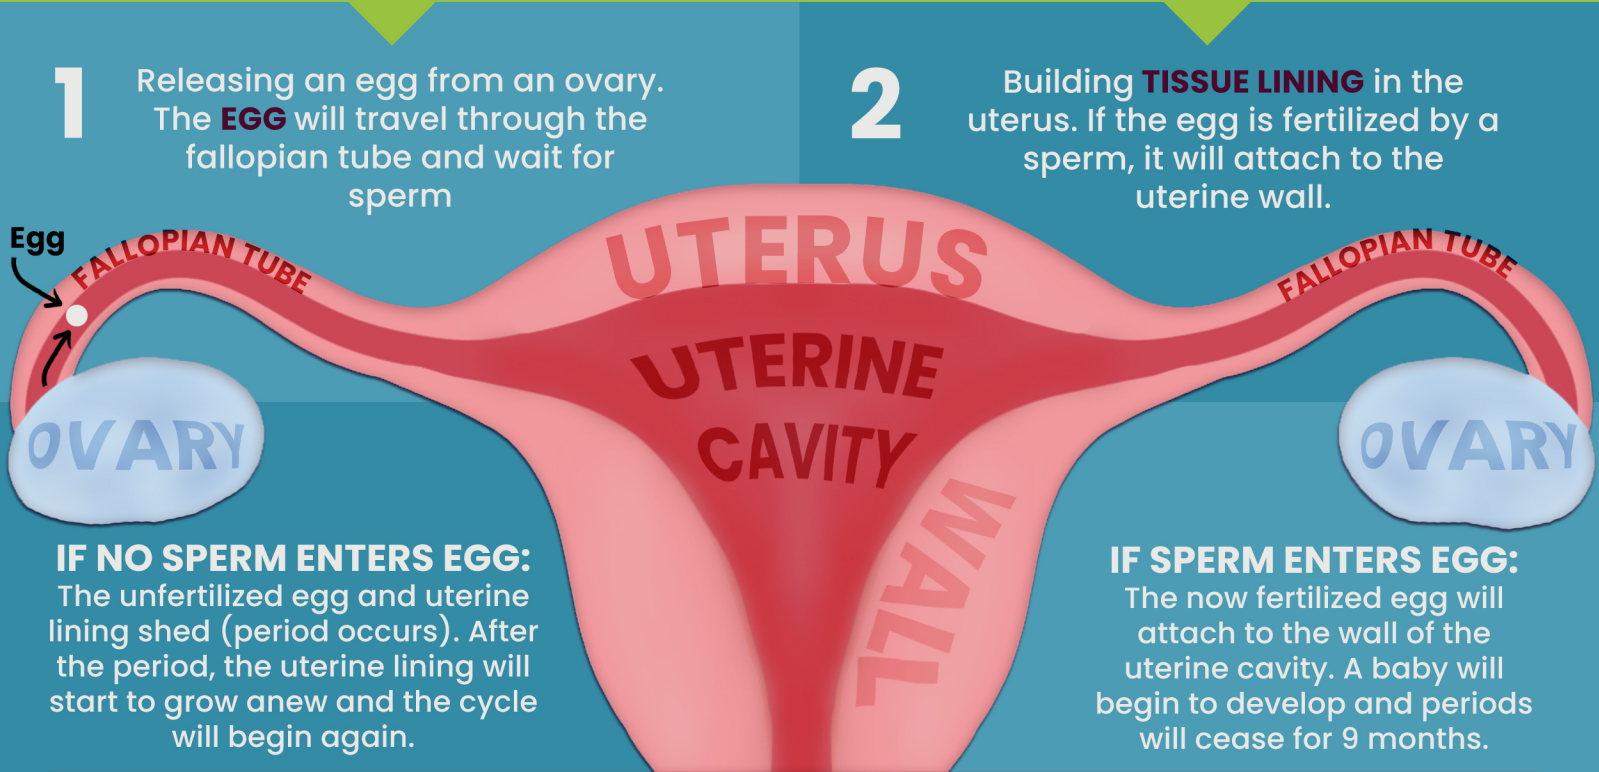 1
Releasing an egg from an ovary.
The EGG will travel through the
fallopian tube and wait for
sperm
2
Building TISSUE LINING in the
uterus. If the egg is fertilized by a
sperm, it will attach to the
uterine wall.
Egg
FALLOPIAN TUBE
UTERUS
FALLOPIAN TUBE
UTERINE
CAVITY
OVARY
OVARY
WALL
IF NO SPERM ENTERS EGG:
The unfertilized egg and uterine
lining shed (period occurs). After
the period, the uterine lining will
start to grow anew and the cycle
will begin again.
IF SPERM ENTERS EGG:
The now fertilized egg will
attach to the wall of the
uterine cavity. A baby will
begin to develop and periods
will cease for 9 months.